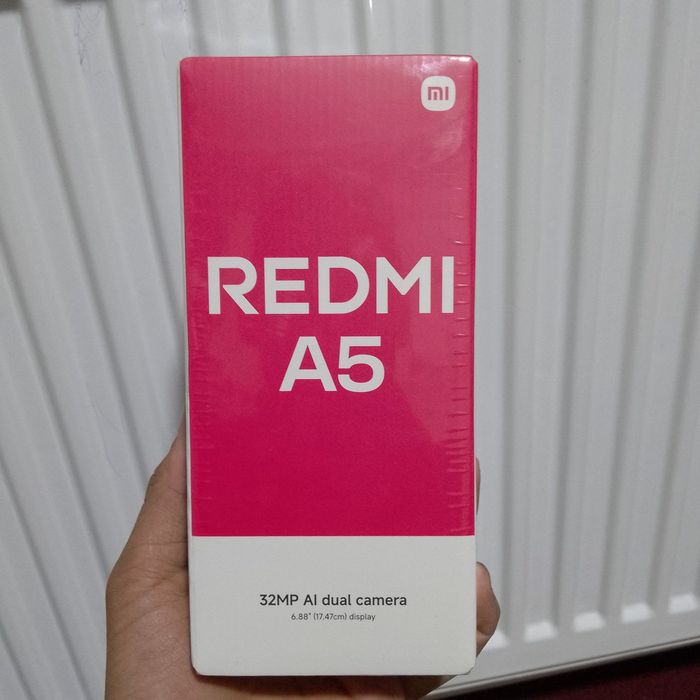 mi
REDMI
A5
32MP AI dual camera
6.88" (17.47cm) display